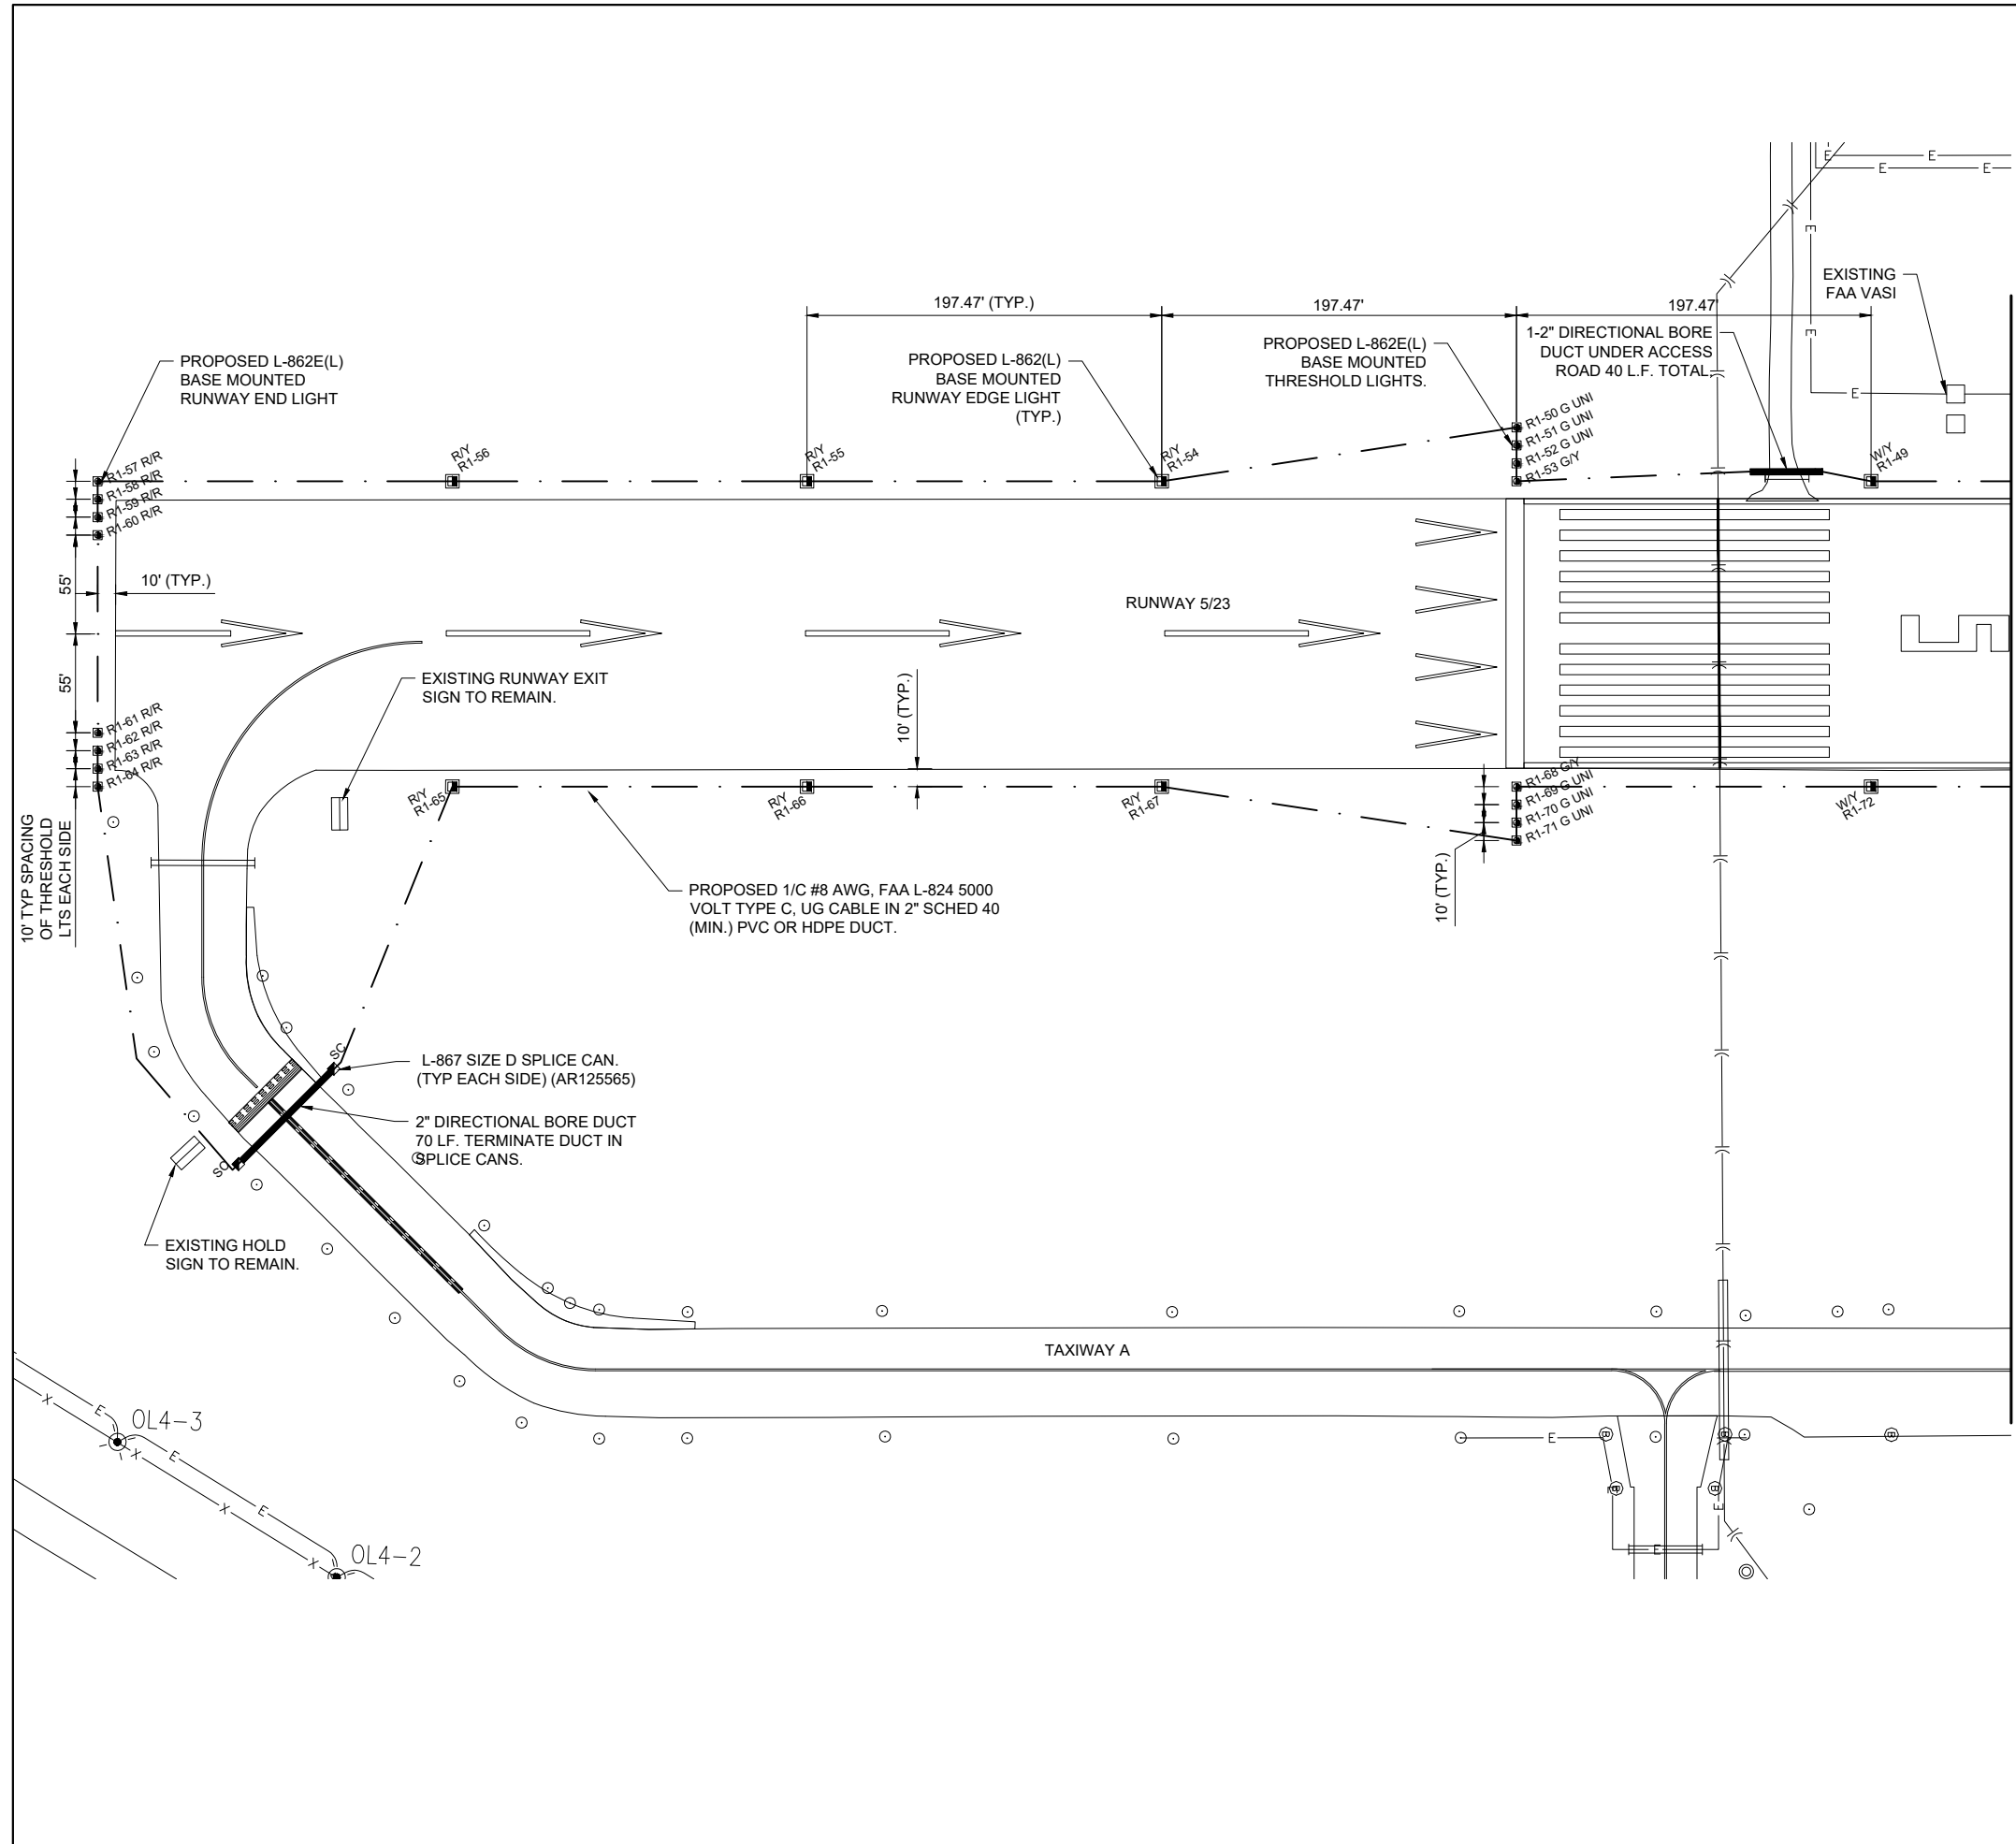 E
E
E
E
E
E
E
EXISTING
FAA VASI
197.47' (TYP.)
197.47'
197.47'
1-2" DIRECTIONAL BORE
DUCT UNDER ACCESS
ROAD 40 L.F. TOTAL.
PROPOSED L-862E(L)
BASE MOUNTED
RUNWAY END LIGHT
PROPOSED L-862(L)
BASE MOUNTED
RUNWAY EDGE LIGHT
(TYP.)
PROPOSED L-862E(L)
BASE MOUNTED
THRESHOLD LIGHTS.
R1-50 G UNI
R1-51 G UNI
R1-52 G UNI
R1-53 G/Y
R1-57 R/R
R1-58 R/R
R1-59 R/R
R1-60 R/R
R/Y
R1-56
R/Y
R1-55
R/Y
R1-54
W/Y
R1-49
55'
10' (TYP.)
RUNWAY 5/23
55'
EXISTING RUNWAY EXIT
SIGN TO REMAIN.
10' (TYP.)
R1-61 R/R
R1-62 R/R
R1-63 R/R
R1-64 R/R
R/Y
R1-65
R/Y
R1-66
R/Y
R1-67
R1-68 G/Y
R1-69 G UNI
R1-70 G UNI
R1-71 G UNI
W/Y
R1-72
10' TYP SPACING
OF THRESHOLD
LTS EACH SIDE
10' (TYP.)
PROPOSED 1/C #8 AWG, FAA L-824 5000
VOLT TYPE C, UG CABLE IN 2" SCHED 40
(MIN.) PVC OR HDPE DUCT.
SC
L-867 SIZE D SPLICE CAN.
(TYP EACH SIDE) (AR125565)
2" DIRECTIONAL BORE DUCT
70 LF. TERMINATE DUCT IN
SPLICE CANS.
SC
EXISTING HOLD
SIGN TO REMAIN.
TAXIWAY A
X
E
OL4-3
X
E
E
X
X
OL4-2
E
E
E